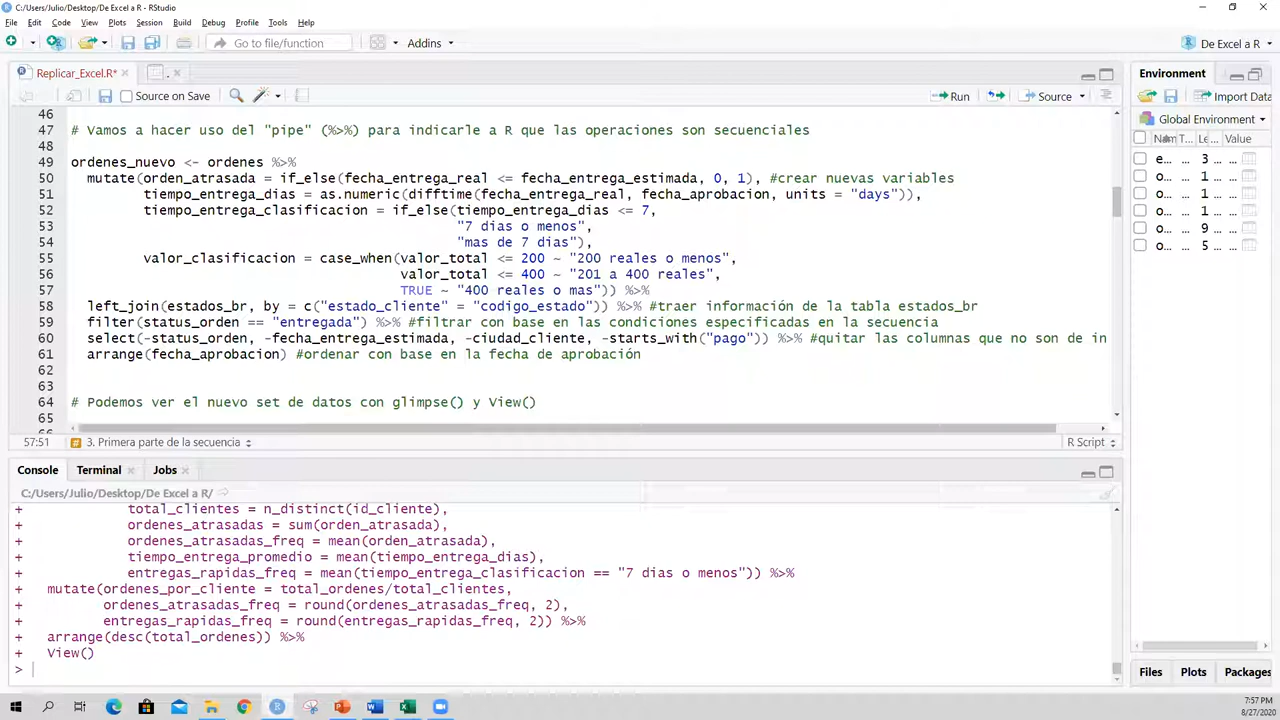 C:/Users/Julio/Desktop/De Excel a R - RStudio
File Edit Code View Plots Session Build Debug Profile Tools Help
Go to file/function Addins De Excel a R
Replicar_Excel.R* .
Source on Save Run Source
46
47 # Vamos a hacer uso del "pipe" (%>%) para indicarle a R que las operaciones son secuenciales
48
49 ordenes_nuevo <- ordenes %>%
50 mutate(orden_atrasada = if_else(fecha_entrega_real <= fecha_entrega_estimada, 0, 1), #crear nuevas variables
51 tiempo_entrega_dias = as.numeric(difftime(fecha_entrega_real, fecha_aprobacion, units = "days")),
52 tiempo_entrega_clasificacion = if_else(tiempo_entrega_dias <= 7,
53 "7 dias o menos",
54 "mas de 7 dias"),
55 valor_clasificacion = case_when(valor_total <= 200 ~ "200 reales o menos",
56 valor_total <= 400 ~ "201 a 400 reales",
57 TRUE ~ "400 reales o mas")) %>%
58 left_join(estados_br, by = c("estado_cliente" = "codigo_estado")) %>% #traer información de la tabla estados_br
59 filter(status_orden == "entregada") %>% #filtrar con base en las condiciones especificadas en la secuencia
60 select(-status_orden, -fecha_entrega_estimada, -ciudad_cliente, -starts_with("pago")) %>% #quitar las columnas que no son de in
61 arrange(fecha_aprobacion) #ordenar con base en la fecha de aprobación
62
63
64 # Podemos ver el nuevo set de datos con glimpse() y View()
65
57:51 3. Primera parte de la secuencia R Script
Console Terminal Jobs
C:/Users/Julio/Desktop/De Excel a R/
+ total_clientes = n_distinct(id_cliente),
+ ordenes_atrasadas = sum(orden_atrasada),
+ ordenes_atrasadas_freq = mean(orden_atrasada),
+ tiempo_entrega_promedio = mean(tiempo_entrega_dias),
+ entregas_rapidas_freq = mean(tiempo_entrega_clasificacion == "7 dias o menos")) %>%
+ mutate(ordenes_por_cliente = total_ordenes/total_clientes,
+ ordenes_atrasadas_freq = round(ordenes_atrasadas_freq, 2),
+ entregas_rapidas_freq = round(entregas_rapidas_freq, 2)) %>%
+ arrange(desc(total_ordenes)) %>%
+ View()
>
Environment
Import Data
Global Environment
T... Le Value
e... ... 3 ...
o... ... 1 ...
o... ... 1 ...
o... ... 1 ...
o... ... 9 ...
o... ... 5 ...
Files Plots Packages
7:57 PM
8/27/2020